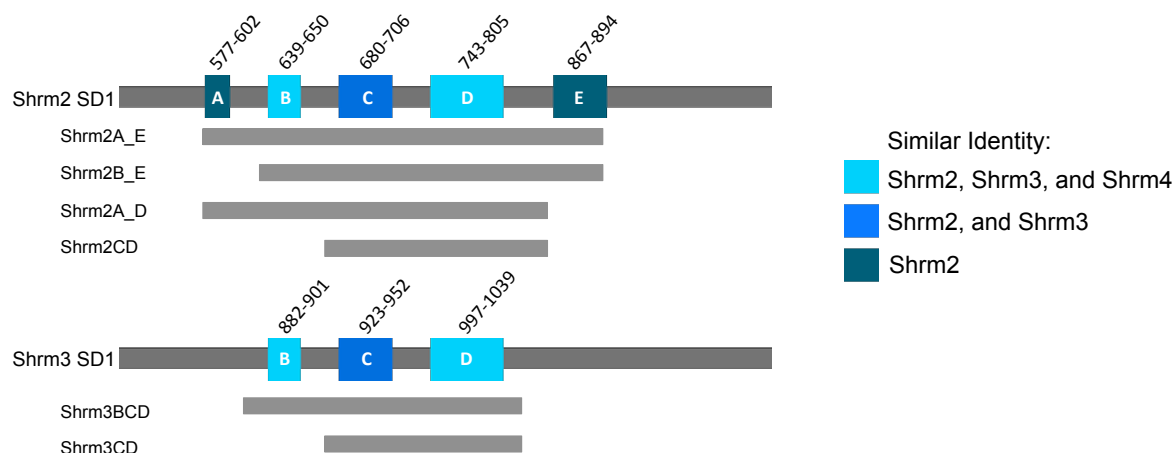 577-602
639-650
680-706
743-805
867-894
Shrm2 SD1
A
B
C
D
E
Shrm2A_E
Shrm2B_E
Shrm2A_D
Shrm2CD
882-901
923-952
997-1039
Shrm3 SD1
B
C
D
Shrm3BCD
Shrm3CD
Similar Identity:
Shrm2, Shrm3, and Shrm4
Shrm2, and Shrm3
Shrm2